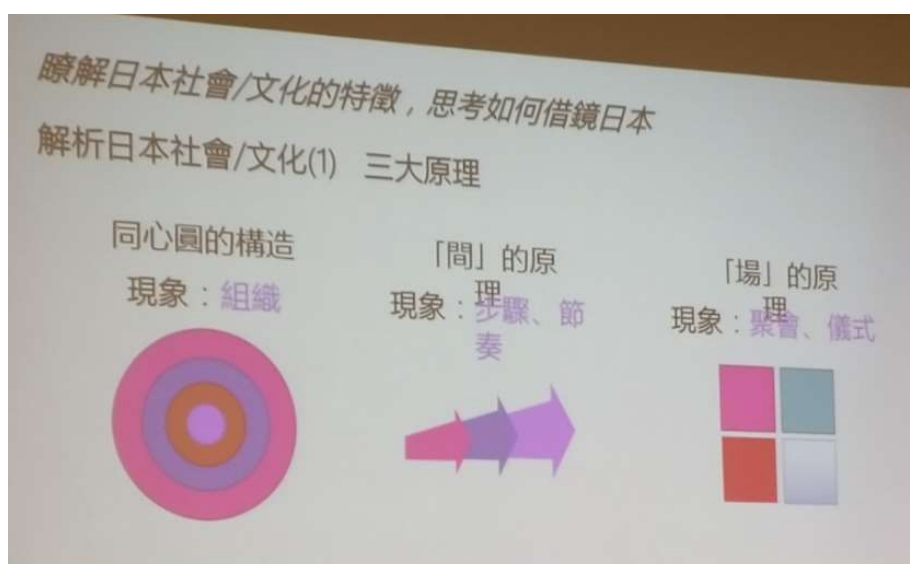 瞭解日本社會/文化的特徵，思考如何借鏡日本
解析日本社會/文化(1) 三大原理
同心圓的構造
現象：組織
「間」的原
理
現象：步驟、節
奏
「場」的原
理
現象：聚會、儀式